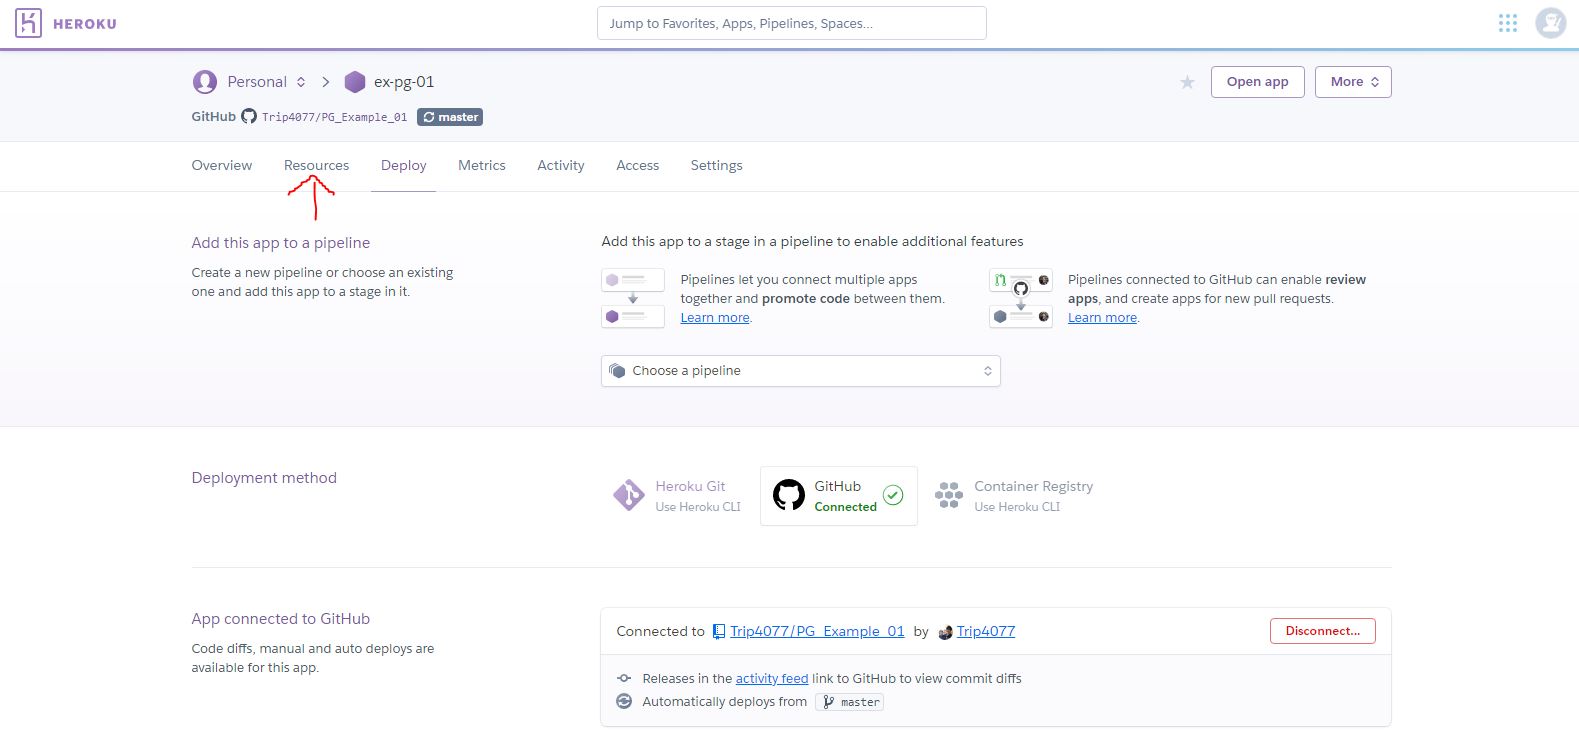 HEROKU
Jump to Favorites, Apps, Pipelines, Spaces...
Personal
ex-pg-01
Open app
More
GitHub Trip4077/PG_Example_01 master
Overview Resources Deploy Metrics Activity Access Settings
Add this app to a pipeline
Create a new pipeline or choose an existing
one and add this app to a stage in it.
Add this app to a stage in a pipeline to enable additional features
Pipelines let you connect multiple apps
together and promote code between them.
Learn more.
Pipelines connected to GitHub can enable review
apps, and create apps for new pull requests.
Learn more.
Choose a pipeline
Deployment method
Heroku Git
Use Heroku CLI
GitHub
Connected
Container Registry
Use Heroku CLI
App connected to GitHub
Code diffs, manual and auto deploys are
available for this app.
Connected to Trip4077/PG_Example_01 by Trip4077
Disconnect...
Releases in the activity feed link to GitHub to view commit diffs
Automatically deploys from master